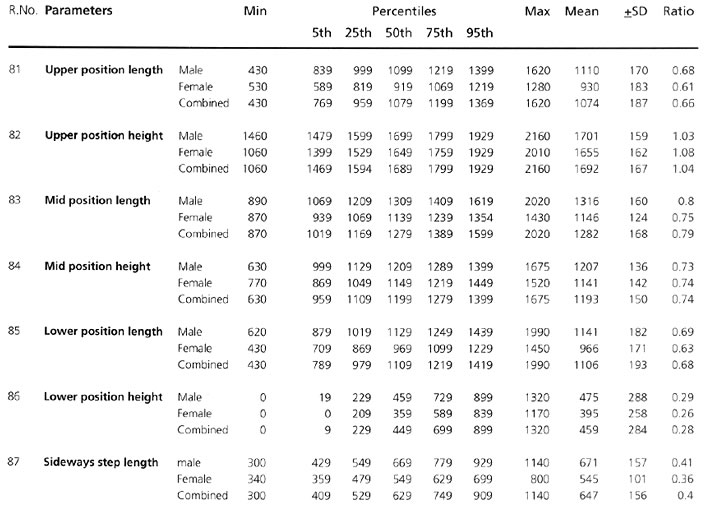 R.No. Parameters Min Percentiles Max Mean ±SD Ratio
5th 25th 50th 75th 95th
81 Upper position length Male 430 839 999 1099 1219 1399 1620 1110 170 0.68
Female 530 589 819 919 1069 1219 1280 930 183 0.61
Combined 430 769 959 1079 1199 1369 1620 1074 187 0.66
82 Upper position height Male 1460 1479 1599 1699 1799 1929 2160 1701 159 1.03
Female 1060 1399 1529 1649 1759 1929 2010 1655 162 1.08
Combined 1060 1469 1594 1689 1799 1929 2160 1692 167 1.04
83 Mid position length Male 890 1069 1209 1309 1409 1619 2020 1316 160 0.8
Female 870 939 1069 1139 1239 1354 1430 1146 124 0.75
Combined 870 1019 1169 1279 1389 1599 2020 1282 168 0.79
84 Mid position height Male 630 999 1129 1209 1289 1399 1675 1207 136 0.73
Female 770 869 1049 1149 1219 1449 1520 1141 142 0.74
Combined 630 959 1109 1199 1279 1399 1675 1193 150 0.74
85 Lower position length Male 620 879 1019 1129 1249 1439 1990 1141 182 0.69
Female 430 709 869 969 1099 1229 1450 966 171 0.63
Combined 430 789 979 1109 1219 1419 1990 1106 193 0.68
86 Lower position height Male 0 19 229 459 729 899 1320 475 288 0.29
Female 0 0 209 359 589 839 1170 395 258 0.26
Combined 0 9 229 449 699 899 1320 459 284 0.28
87 Sideways step length male 300 429 549 669 779 929 1140 671 157 0.41
Female 340 359 479 549 629 699 800 545 101 0.36
Combined 300 409 529 629 749 909 1140 647 156 0.4